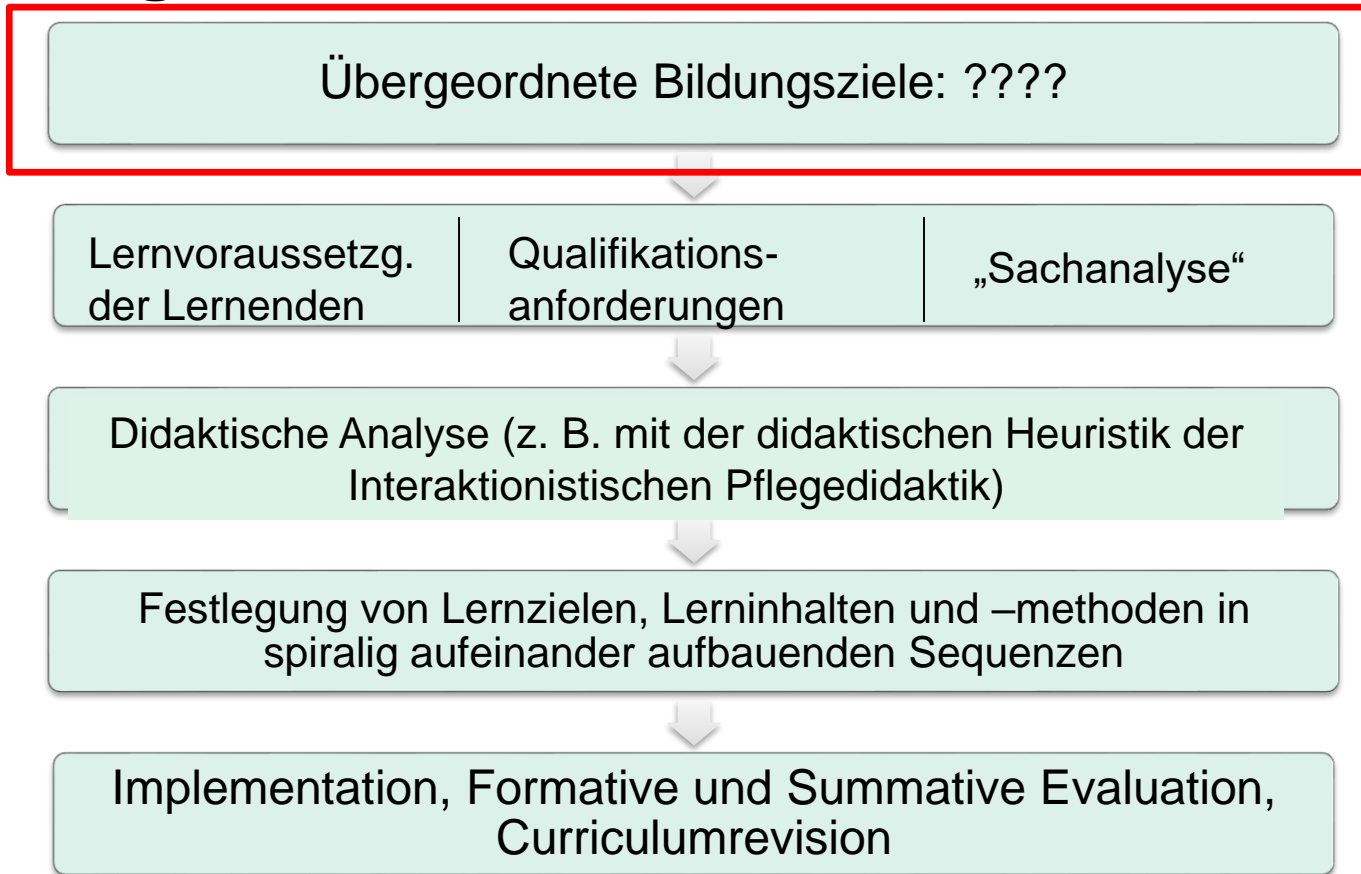 Übergeordnete Bildungsziele: ????
Lernvoraussetzg.
der Lernenden
Qualifikations-
anforderungen
„Sachanalyse“
Didaktische Analyse (z. B. mit der didaktischen Heuristik der
Interaktionistischen Pflegedidaktik)
Festlegung von Lernzielen, Lerninhalten und –methoden in
spiralig aufeinander aufbauenden Sequenzen
Implementation, Formative und Summative Evaluation,
Curriculumrevision